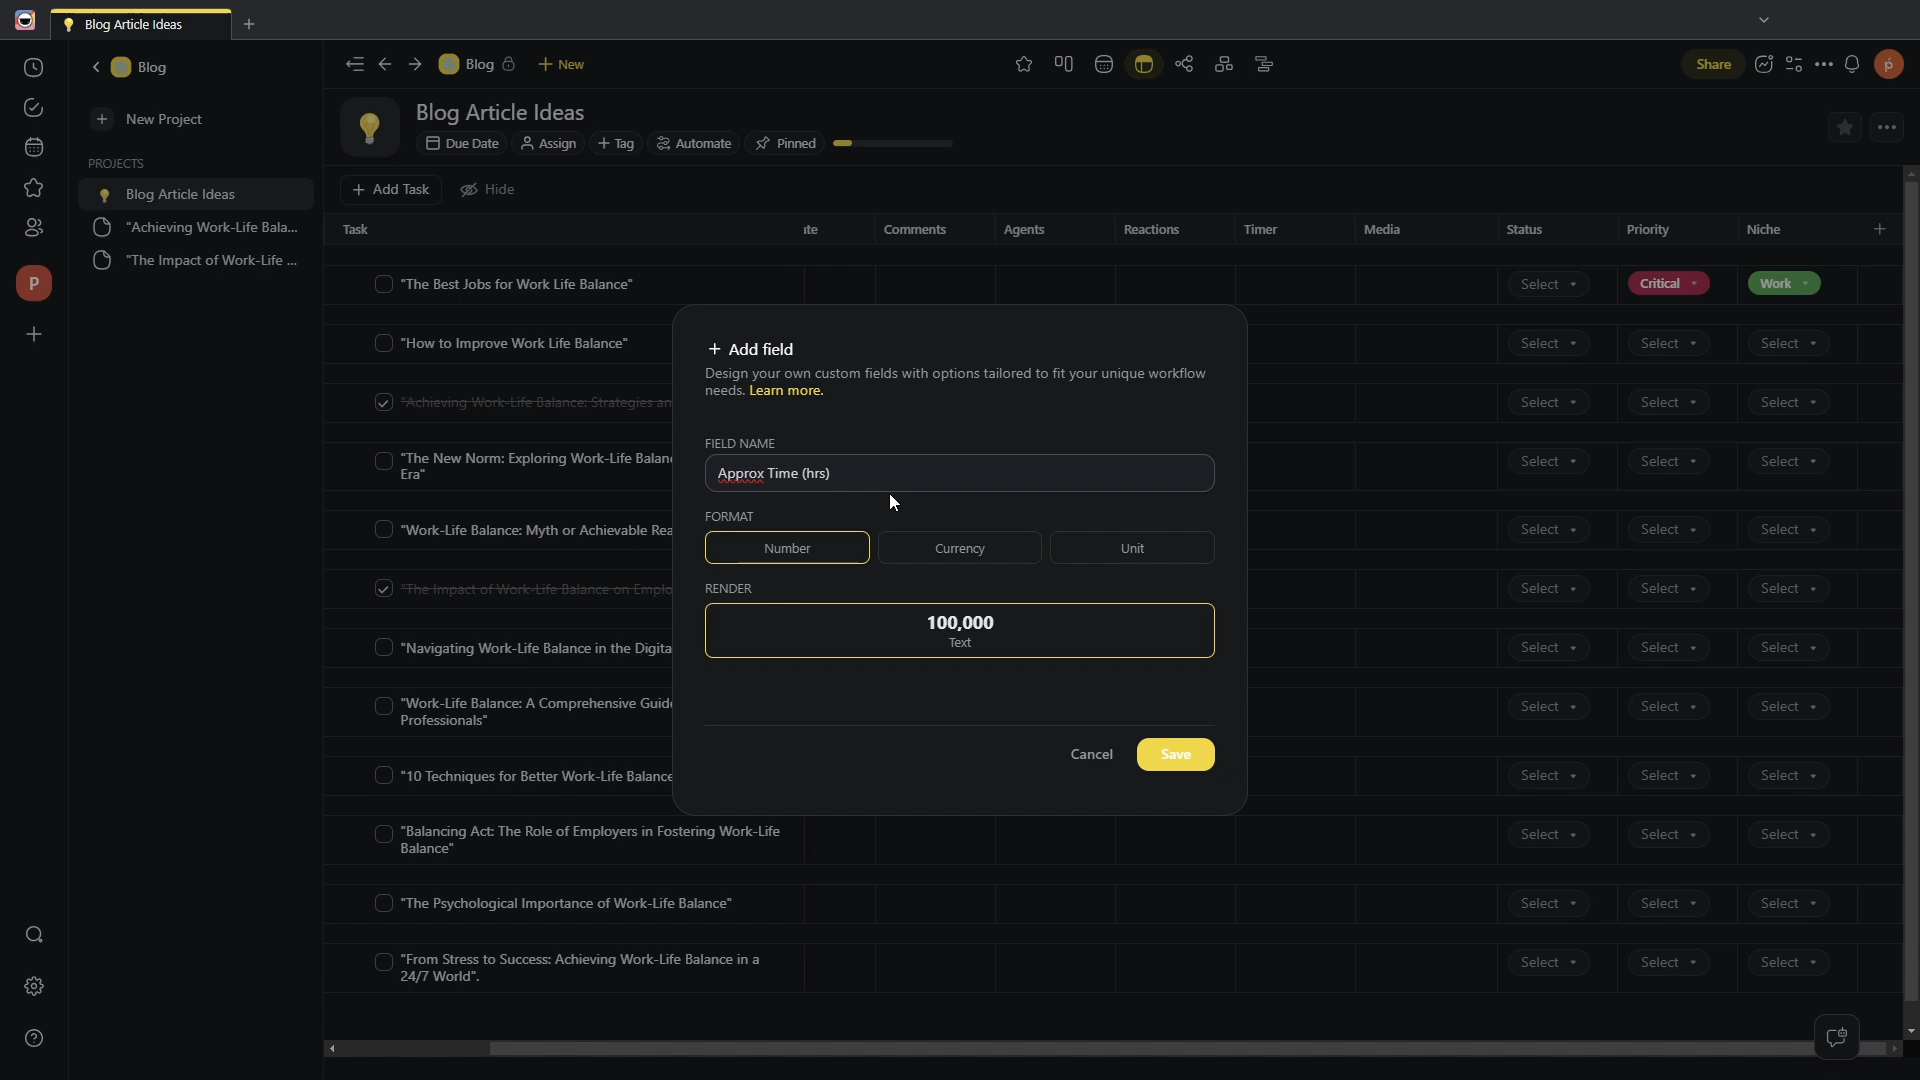 Blog Article Ideas
Blog
New Project
PROJECTS
Blog Article Ideas
"Achieving Work-Life Bala...
"The Impact of Work-Life ...
P
Blog
New
Share
p
Blog Article Ideas
Due Date
Assign
Tag
Automate
Pinned
Add Task
Hide
Task
Comments
Agents
Reactions
Timer
Media
Status
Priority
Niche
"The Best Jobs for Work Life Balance"
Select
Critical
Work
"How to Improve Work Life Balance"
Select
Select
Select
"Achieving Work-Life Balance: Strategies
Select
Select
Select
"The New Norm: Exploring Work-Life
Era"
Select
Select
Select
"Work-Life Balance: Myth or Achievable
Select
Select
Select
"The Impact of Work-Life Balance on
Select
Select
Select
"Navigating Work-Life Balance in the
Select
Select
Select
"Work-Life Balance: A Comprehensive
Professionals"
Select
Select
Select
"10 Techniques for Better Work-Life Balance
Select
Select
Select
"Balancing Act: The Role of Employers in Fostering Work-Life
Balance"
Select
Select
Select
"The Psychological Importance of Work-Life Balance"
Select
Select
Select
"From Stress to Success: Achieving Work-Life Balance in a
24/7 World".
Select
Select
Select
+ Add field
Design your own custom fields with options tailored to fit your unique workflow
needs. Learn more.
FIELD NAME
Approx Time (hrs)
FORMAT
Number
Currency
Unit
RENDER
100,000
Text
Cancel
Save